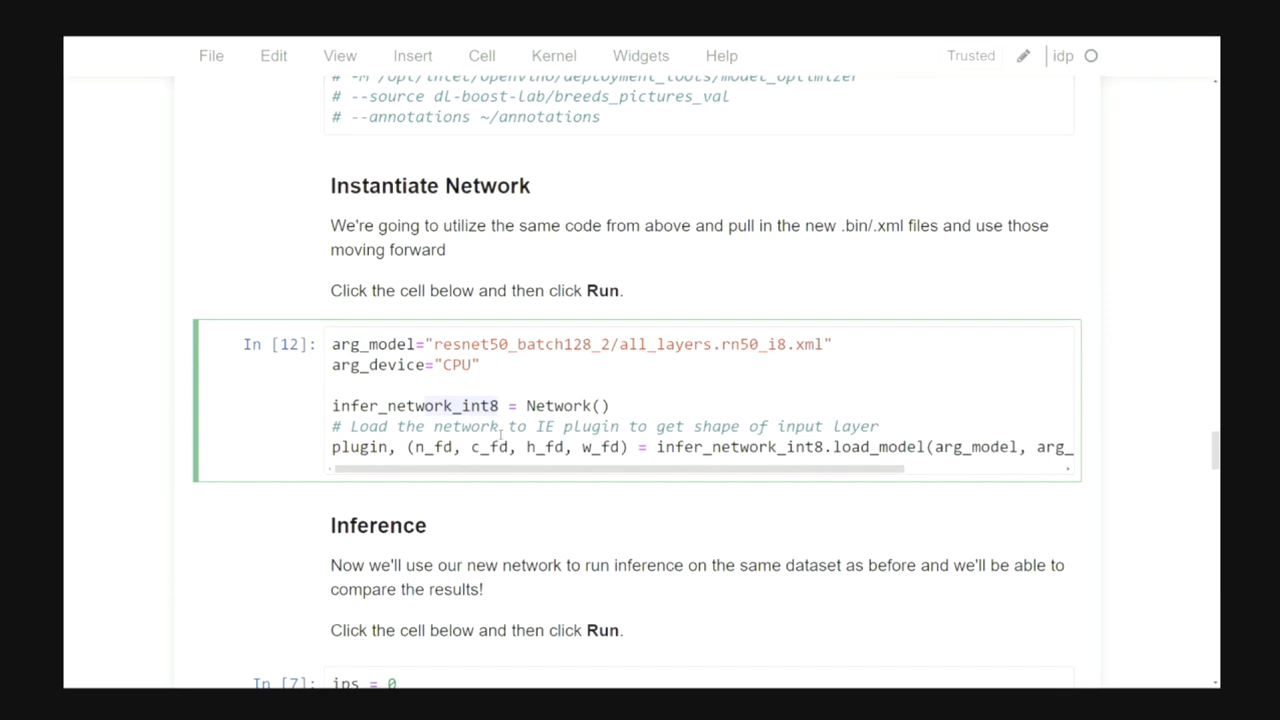 File Edit View Insert Cell Kernel Widgets Help Trusted idp
# -M /opt/intel/openvino/deployment_tools/model_optimizer
# --source dl-boost-lab/breeds_pictures_val
# --annotations ~/annotations
Instantiate Network
We're going to utilize the same code from above and pull in the new .bin/.xml files and use those
moving forward
Click the cell below and then click Run.
In [12]: arg_model="resnet50_batch128_2/all_layers.rn50_i8.xml"
arg_device="CPU"
infer_network_int8 = Network()
# Load the network to IE plugin to get shape of input layer
plugin, (n_fd, c_fd, h_fd, w_fd) = infer_network_int8.load_model(arg_model, arg_
Inference
Now we'll use our new network to run inference on the same dataset as before and we'll be able to
compare the results!
Click the cell below and then click Run.
In [7]: ips = 0